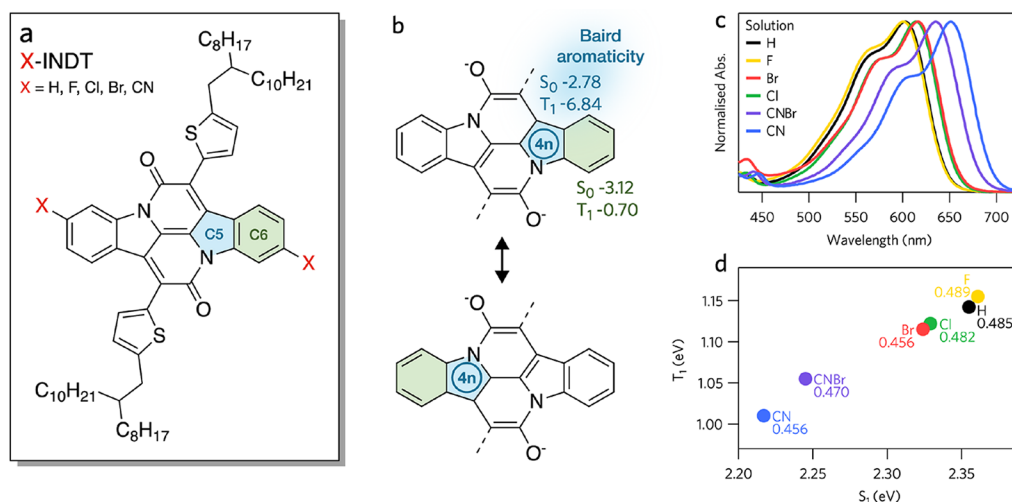 a
X-INDT
X = H, F, Cl, Br, CN
C8H17
C10H21
S
O
X
N
C5
C6
N
X
O
S
C10H21
C8H17
b
Baird
aromaticity
S0 -2.78
T1 -6.84
O-
N
4n
N
S0 -3.12
T1 -0.70
O-
O-
N
4n
N
O-
c
Solution
H
F
Br
Cl
CNBr
CN
Normalised Abs.
450 500 550 600 650 700
Wavelength (nm)
d
F
0.489
H
0.485
Cl
0.482
Br
0.456
CNBr
0.470
CN
0.456
1.15
1.10
1.05
1.00
T1 (eV)
2.20 2.25 2.30 2.35
S1 (eV)